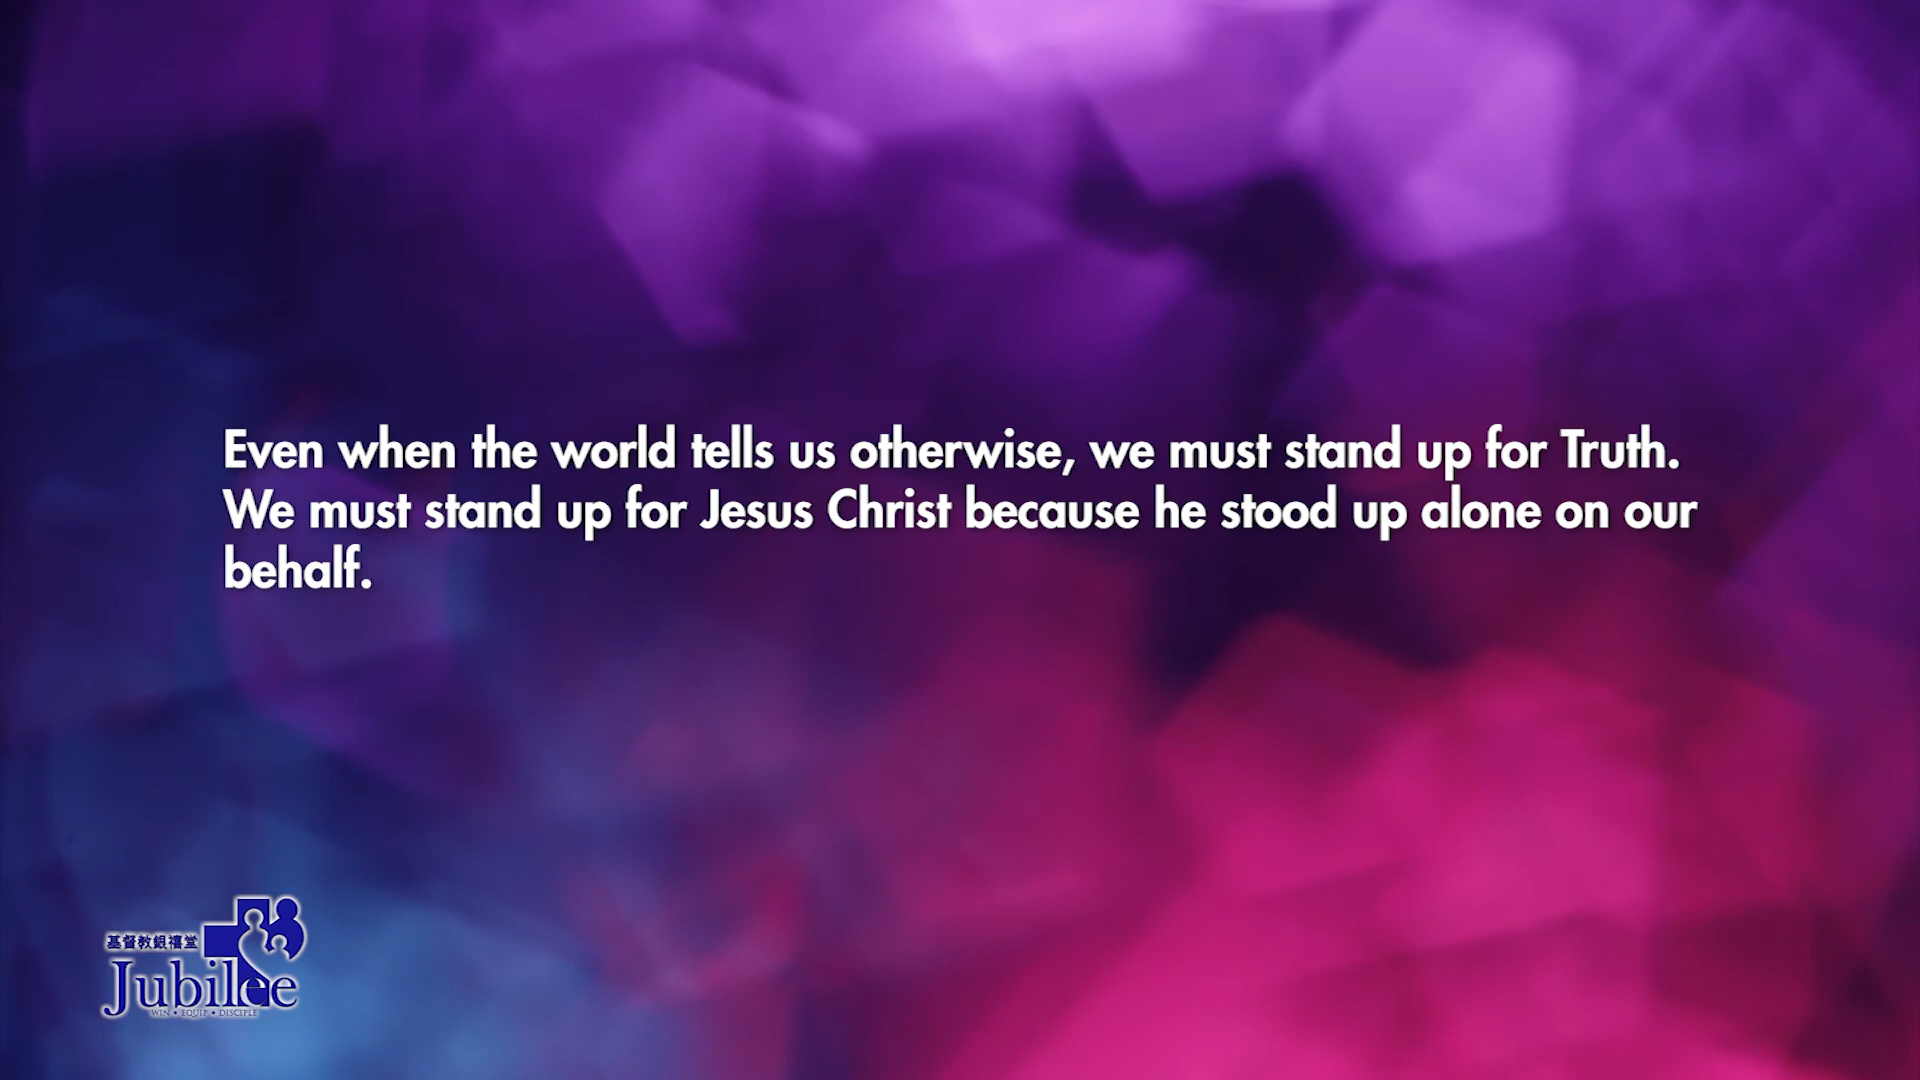 Even when the world tells us otherwise, we must stand up for Truth.
We must stand up for Jesus Christ because he stood up alone on our
behalf.
基督教銀禧堂
Jubilee
WIN • EQUIP • DISCIPLE